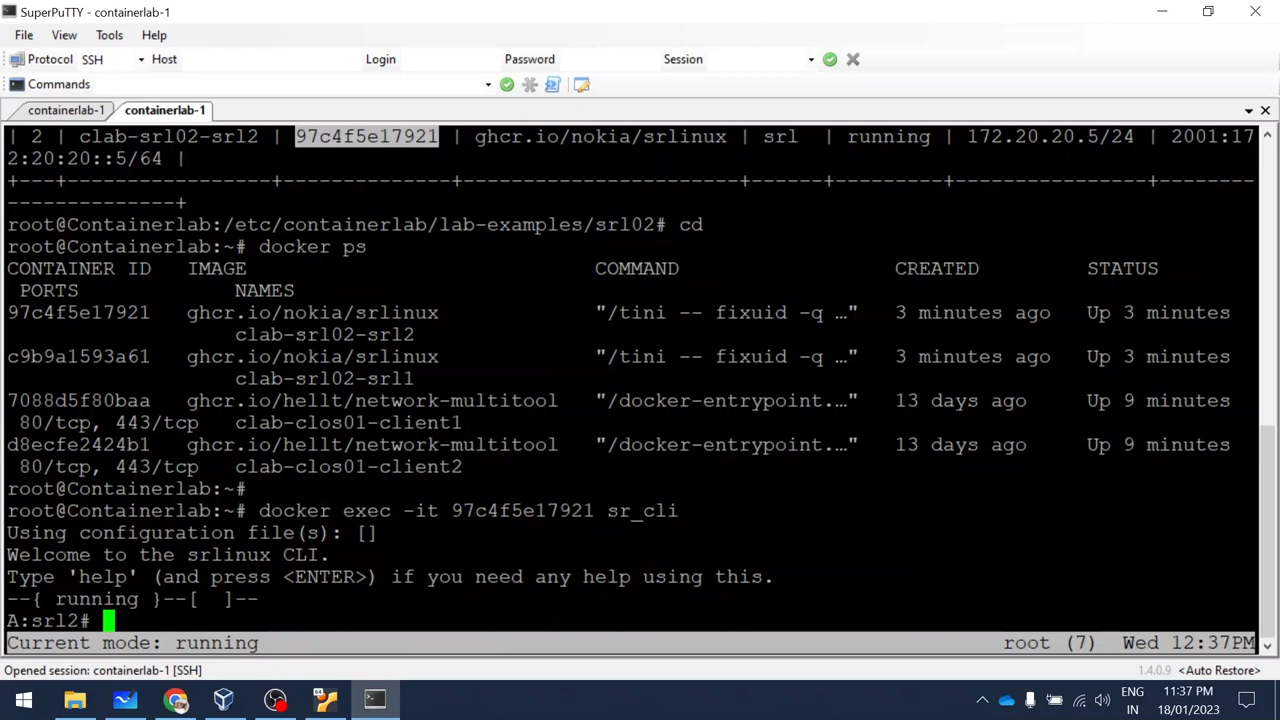 SuperPuTTY - containerlab-1
File View Tools Help
Protocol SSH Host Login Password Session
Commands
containerlab-1 containerlab-1
| 2 | clab-srl02-srl2 | 97c4f5e17921 | ghcr.io/nokia/srlinux | srl | running | 172.20.20.5/24 | 2001:17
2:20:20::5/64 |
+---+-----------------+--------------+-----------------------+------+---------+----------------+--------
--------------+
root@Containerlab:/etc/containerlab/lab-examples/srl02# cd
root@Containerlab:~# docker ps
CONTAINER ID IMAGE COMMAND CREATED STATUS
PORTS NAMES
97c4f5e17921 ghcr.io/nokia/srlinux "/tini -- fixuid -q …" 3 minutes ago Up 3 minutes
clab-srl02-srl2
c9b9a1593a61 ghcr.io/nokia/srlinux "/tini -- fixuid -q …" 3 minutes ago Up 3 minutes
clab-srl02-srl1
7088d5f80baa ghcr.io/hellt/network-multitool "/docker-entrypoint.…" 13 days ago Up 9 minutes
80/tcp, 443/tcp clab-clos01-client1
d8ecfe2424b1 ghcr.io/hellt/network-multitool "/docker-entrypoint.…" 13 days ago Up 9 minutes
80/tcp, 443/tcp clab-clos01-client2
root@Containerlab:~#
root@Containerlab:~# docker exec -it 97c4f5e17921 sr_cli
Using configuration file(s): []
Welcome to the srlinux CLI.
Type 'help' (and press <ENTER>) if you need any help using this.
--{ running }--[ ]--
A:srl2#
Current mode: running root (7) Wed 12:37PM
Opened session: containerlab-1 [SSH] 1.4.0.9 <Auto Restore>
ENG 11:37 PM
IN 18/01/2023